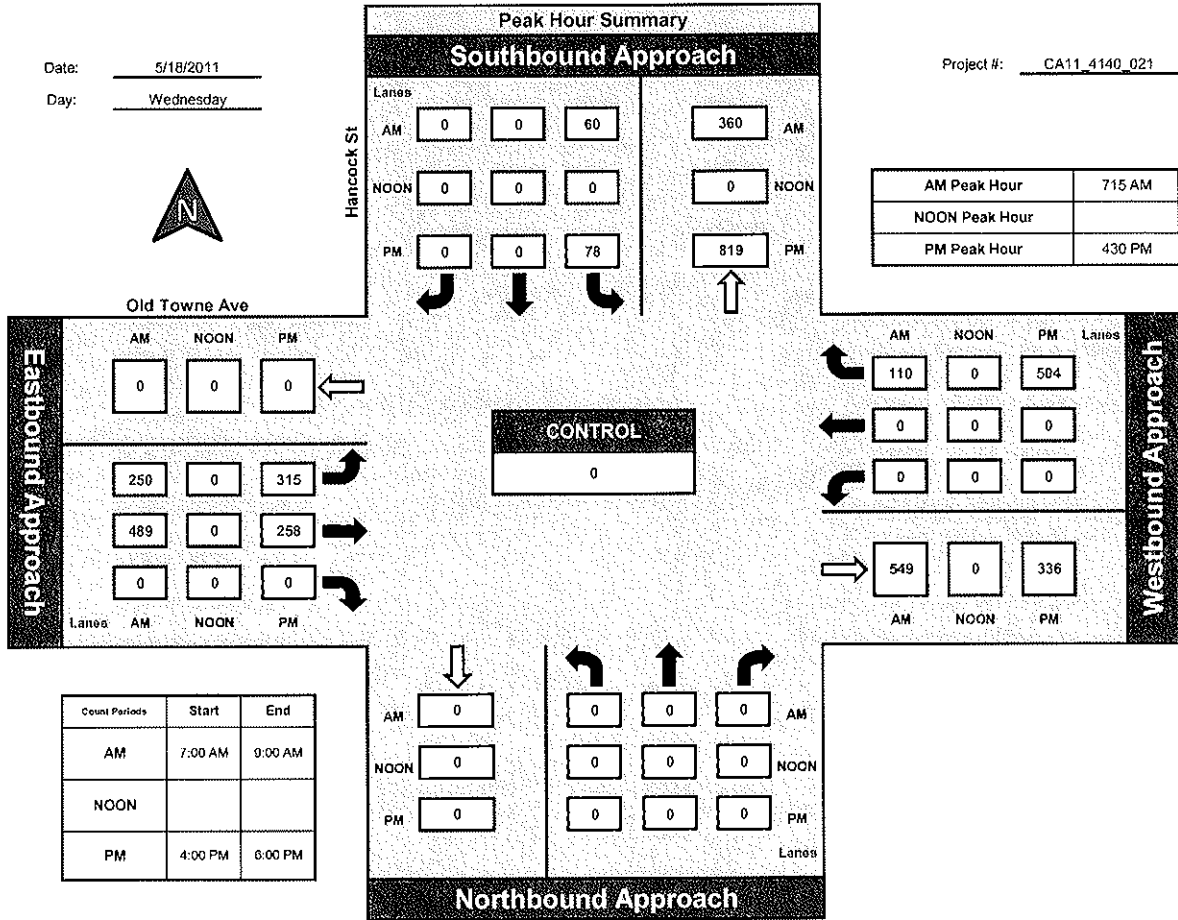 Peak Hour Summary
Southbound Approach
Date: 5/18/2011
Day: Wednesday
Project #: CA11_4140_021
N
Hancock St
Lanes
AM 0 0 60 360 AM
NOON 0 0 0 0 NOON
PM 0 0 78 819 PM
AM Peak Hour 715 AM
NOON Peak Hour
PM Peak Hour 430 PM
Old Towne Ave
Eastbound Approach
AM NOON PM
0 0 0
250 0 315
489 0 258
0 0 0
Lanes AM NOON PM
CONTROL
0
Westbound Approach
AM NOON PM Lanes
110 0 504
0 0 0
0 0 0
549 0 336
AM NOON PM
Count Periods Start End
AM 7:00 AM 9:00 AM
NOON
PM 4:00 PM 6:00 PM
AM 0 0 0 0 AM
NOON 0 0 0 0 NOON
PM 0 0 0 0 PM
Lanes
Northbound Approach